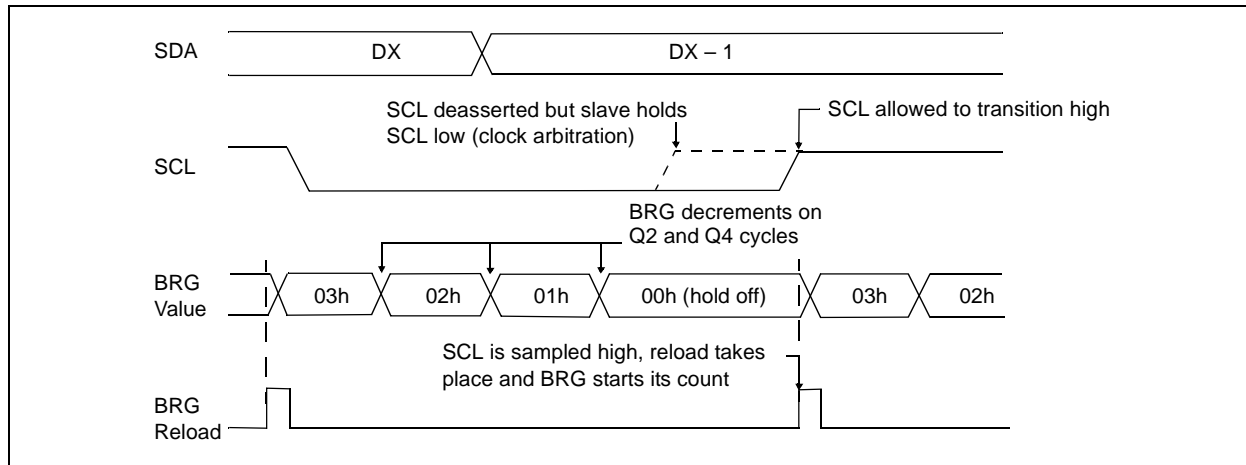 SDA
DX
DX – 1
SCL deasserted but slave holds
SCL low (clock arbitration)
SCL allowed to transition high
SCL
BRG decrements on
Q2 and Q4 cycles
BRG
Value
03h
02h
01h
00h (hold off)
03h
02h
SCL is sampled high, reload takes
place and BRG starts its count
BRG
Reload